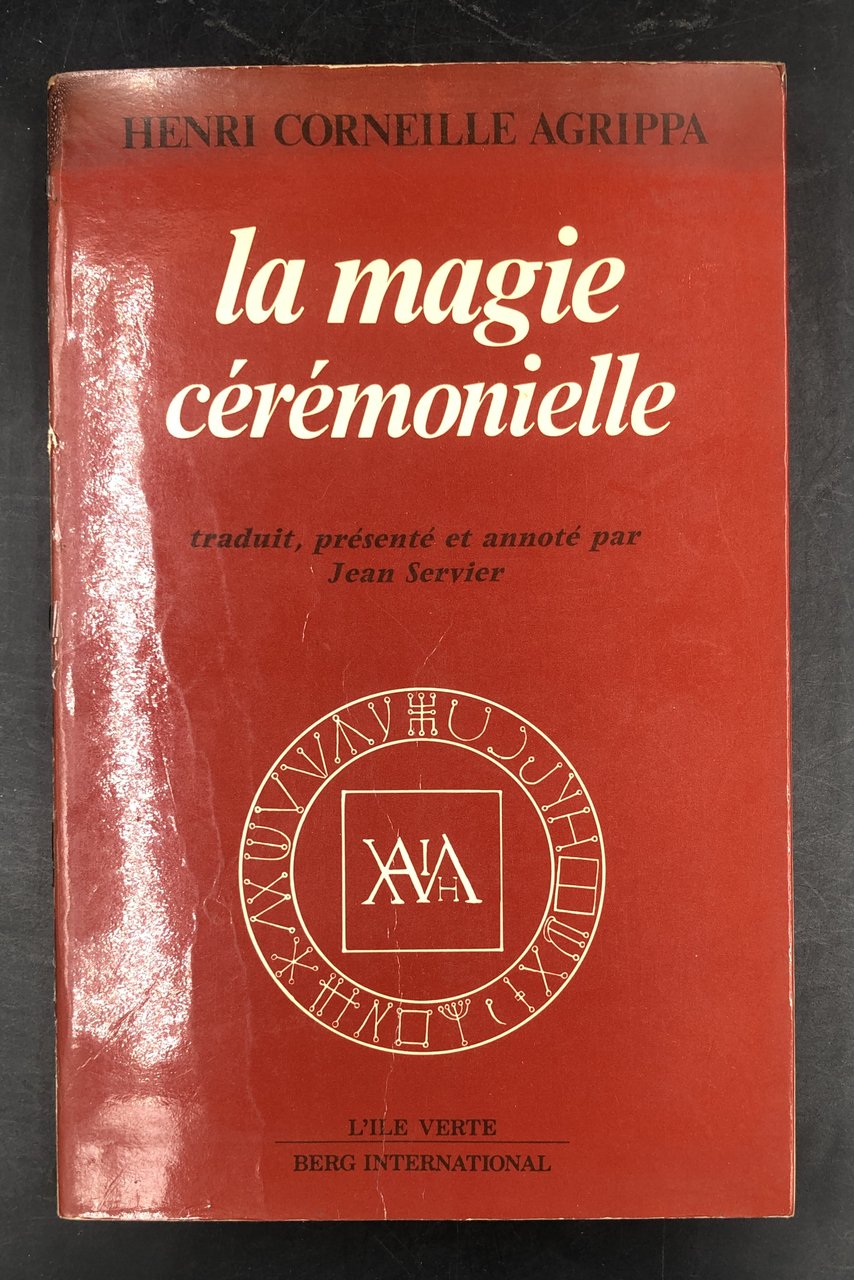 HENRI CORNEILLE AGRIPPA
la magie
cérémonielle
traduit, présenté et annoté par
Jean Servier
L'ILE VERTE
BERG INTERNATIONAL